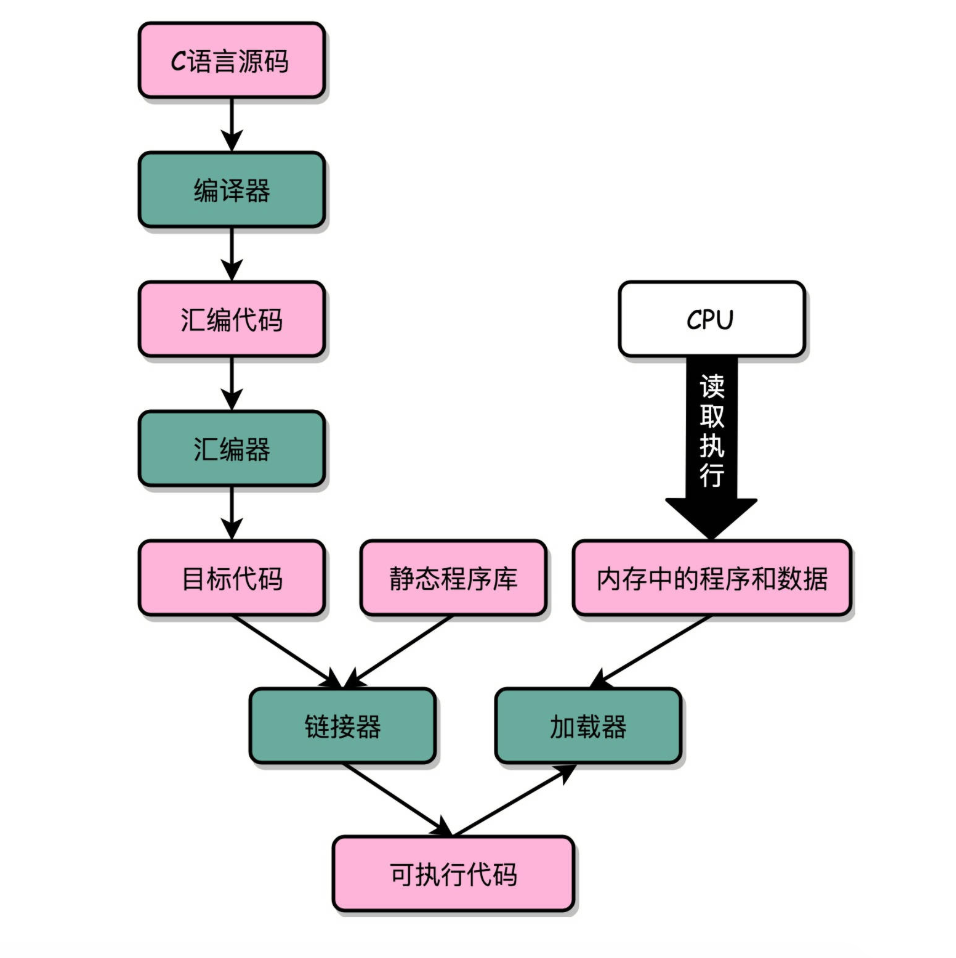 C语言源码
编译器
汇编代码
CPU
读取执行
汇编器
目标代码
静态程序库
内存中的程序和数据
链接器
加载器
可执行代码